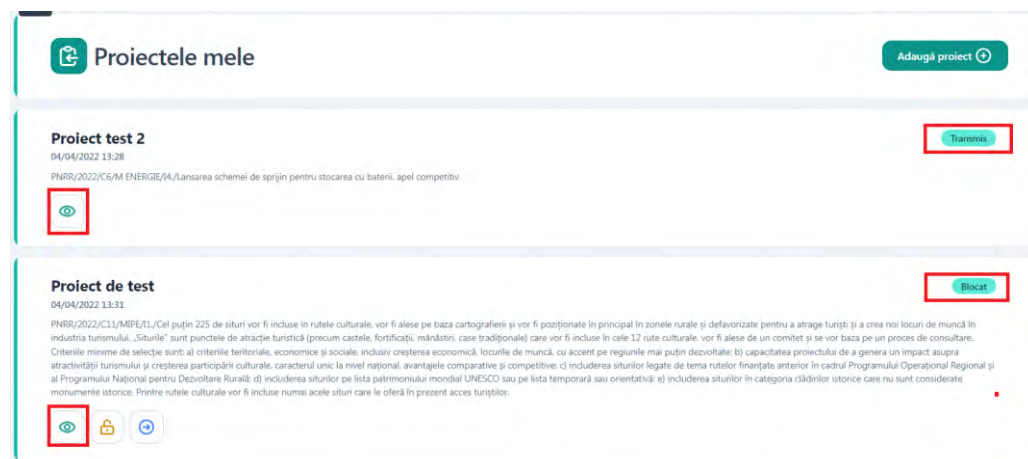 Proiectele mele
Adaugă proiect
Proiect test 2
Transmis
04/04/2022 13:28
PNRR/2022/C6/M ENERGIE/I4./Lansarea schemei de sprijin pentru stocarea cu baterii. apel competitiv
Proiect de test
Blocat
04/04/2022 13:31
PNRR/2022/C11/MIPE/I1./Cel puțin 225 de situri vor fi incluse în rutele culturale, vor fi alese pe baza cartografierii și vor fi poziționate în principal în zonele rurale și defavorizate pentru a atrage turiști și a crea noi locuri de muncă în
industria turismului. „Siturile” sunt punctele de atracție turistică (precum castele, fortificații, mănăstiri, case tradiționale) care vor fi incluse în cele 12 rute culturale, vor fi alese de un comitet și se vor baza pe un proces de consultare.
Criteriile minime de selecție sunt: a) criteriile teritoriale, economice și sociale, inclusiv creșterea economică, locurile de muncă, cu accent pe regiunile mai puțin dezvoltate; b) capacitatea proiectului de a genera un impact asupra
atractivității turismului și creșterea participării culturale, caracterul unic la nivel național, avantajele comparative și competitive; c) includerea siturilor legate de tema rutelor finanțate anterior în cadrul Programului Operațional Regional și
al Programului Național pentru Dezvoltare Rurală; d) includerea siturilor pe lista patrimoniului mondial UNESCO sau pe lista temporară sau orientativă; e) includerea siturilor în categoria clădirilor istorice care nu sunt considerate
monumente istorice. Printre rutele culturale vor fi incluse numai acele situri care le oferă în prezent acces turiștilor.